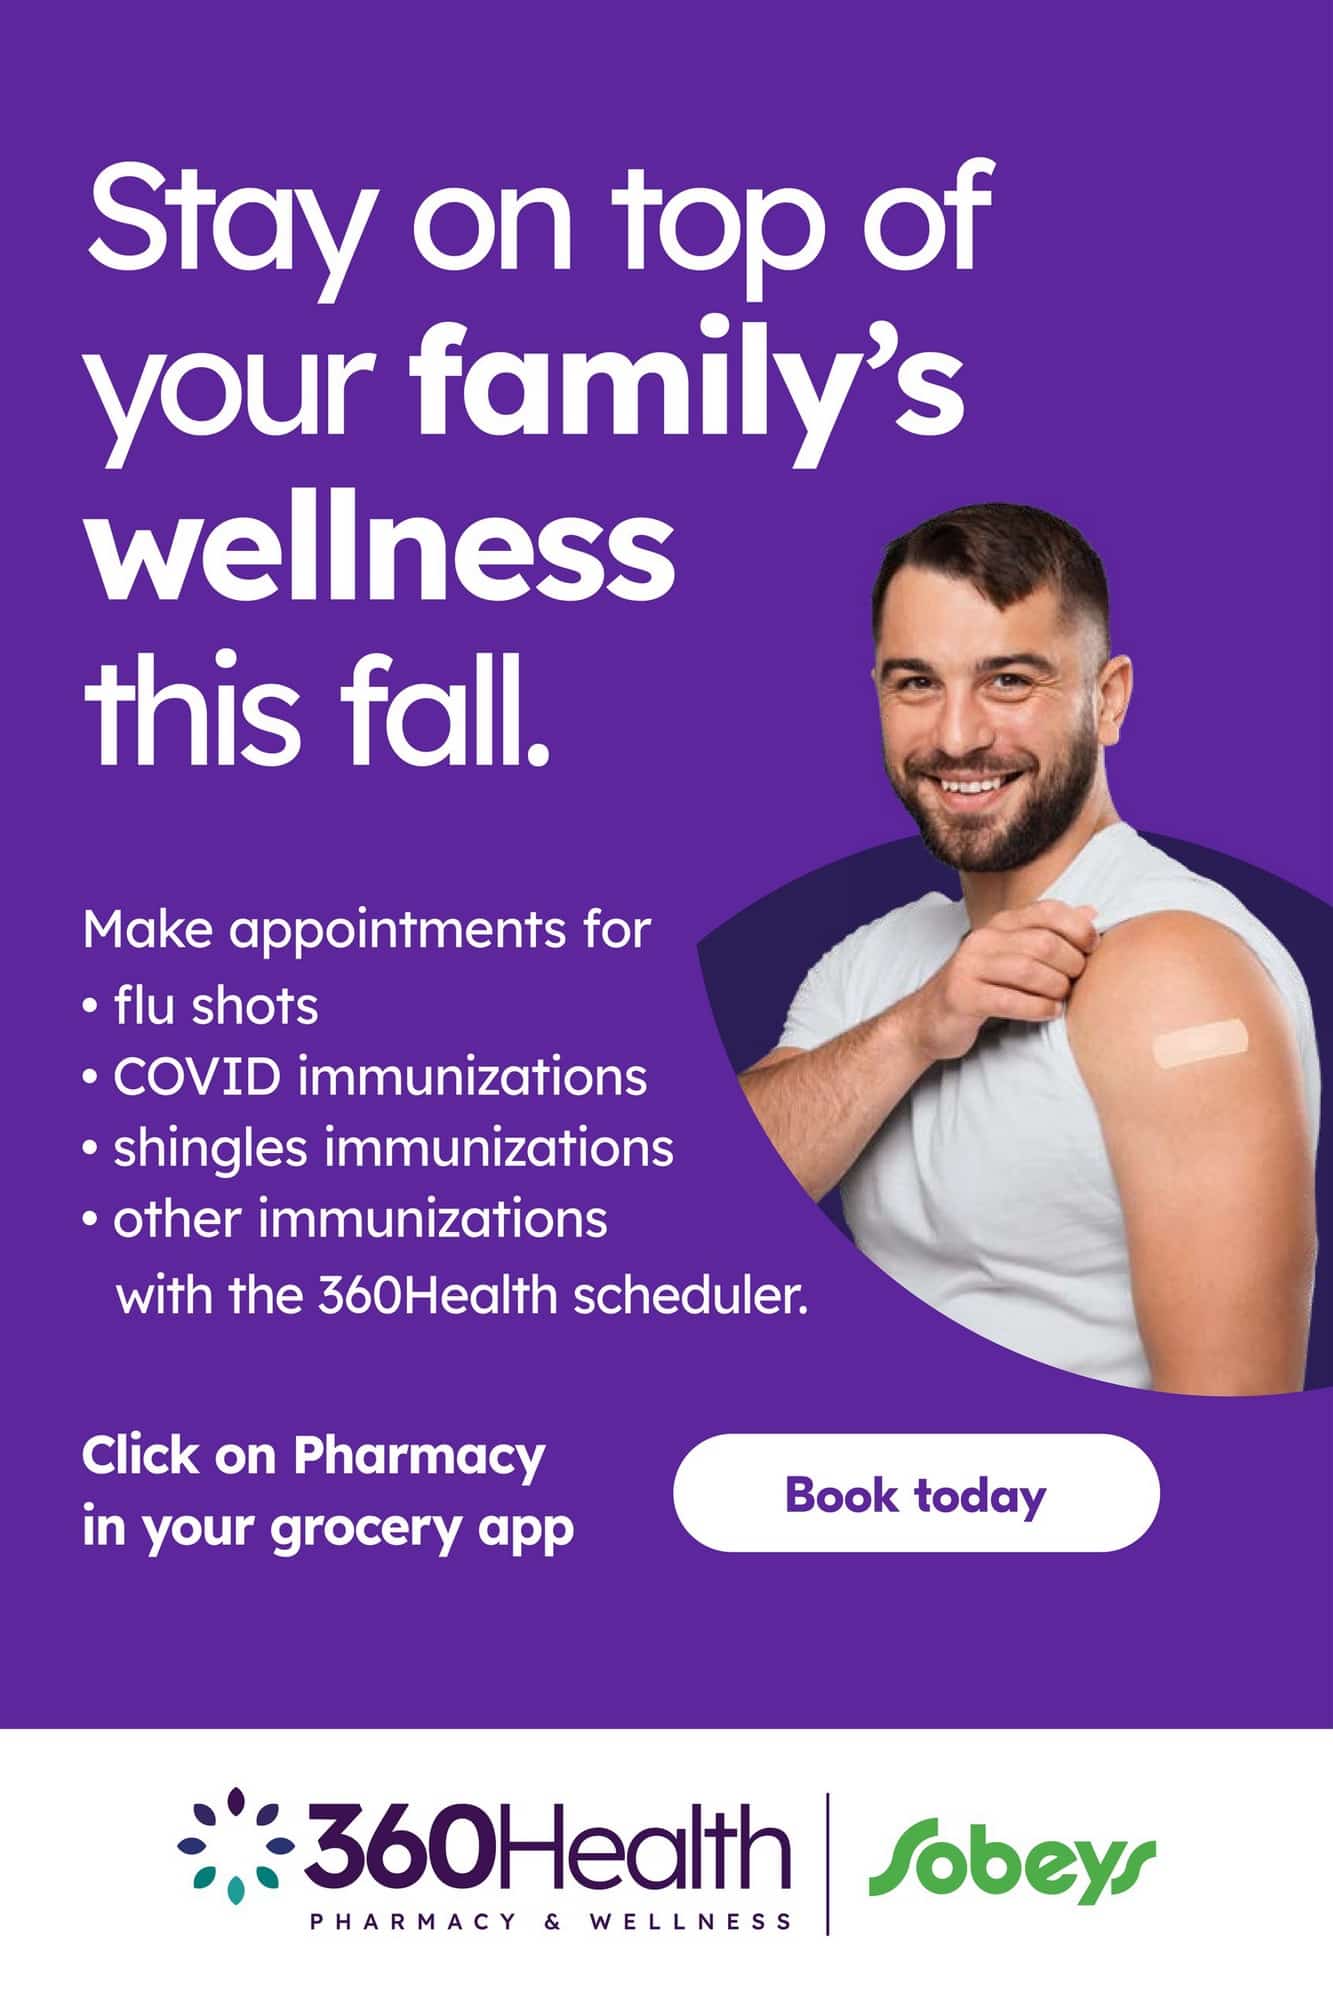 Stay on top of
your family’s
wellness
this fall.
Make appointments for
• flu shots
• COVID immunizations
• shingles immunizations
• other immunizations
with the 360Health scheduler.
Click on Pharmacy
in your grocery app
Book today
360Health
PHARMACY & WELLNESS
Sobeys